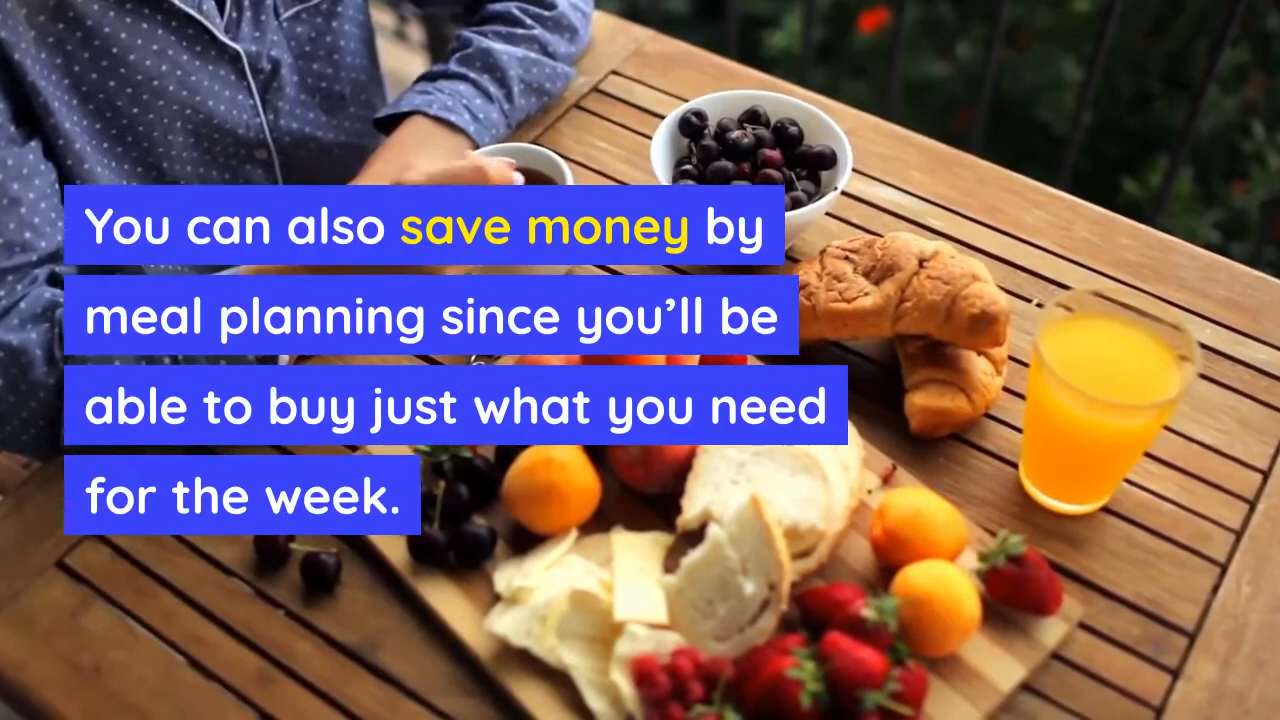 You can also save money by
meal planning since you’ll be
able to buy just what you need
for the week.